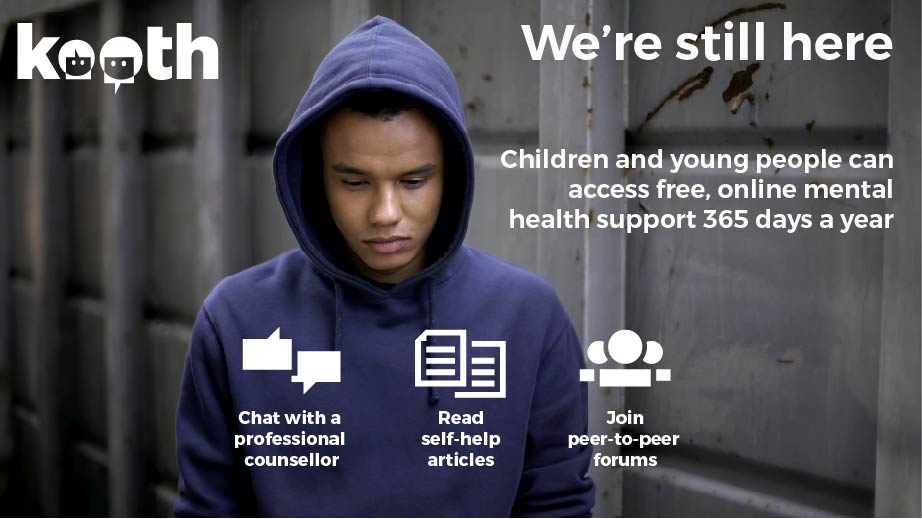 kooth
We're still here
Children and young people can
access free, online mental
health support 365 days a year
Chat with a
professional
counsellor
Read
self-help
articles
Join
peer-to-peer
forums